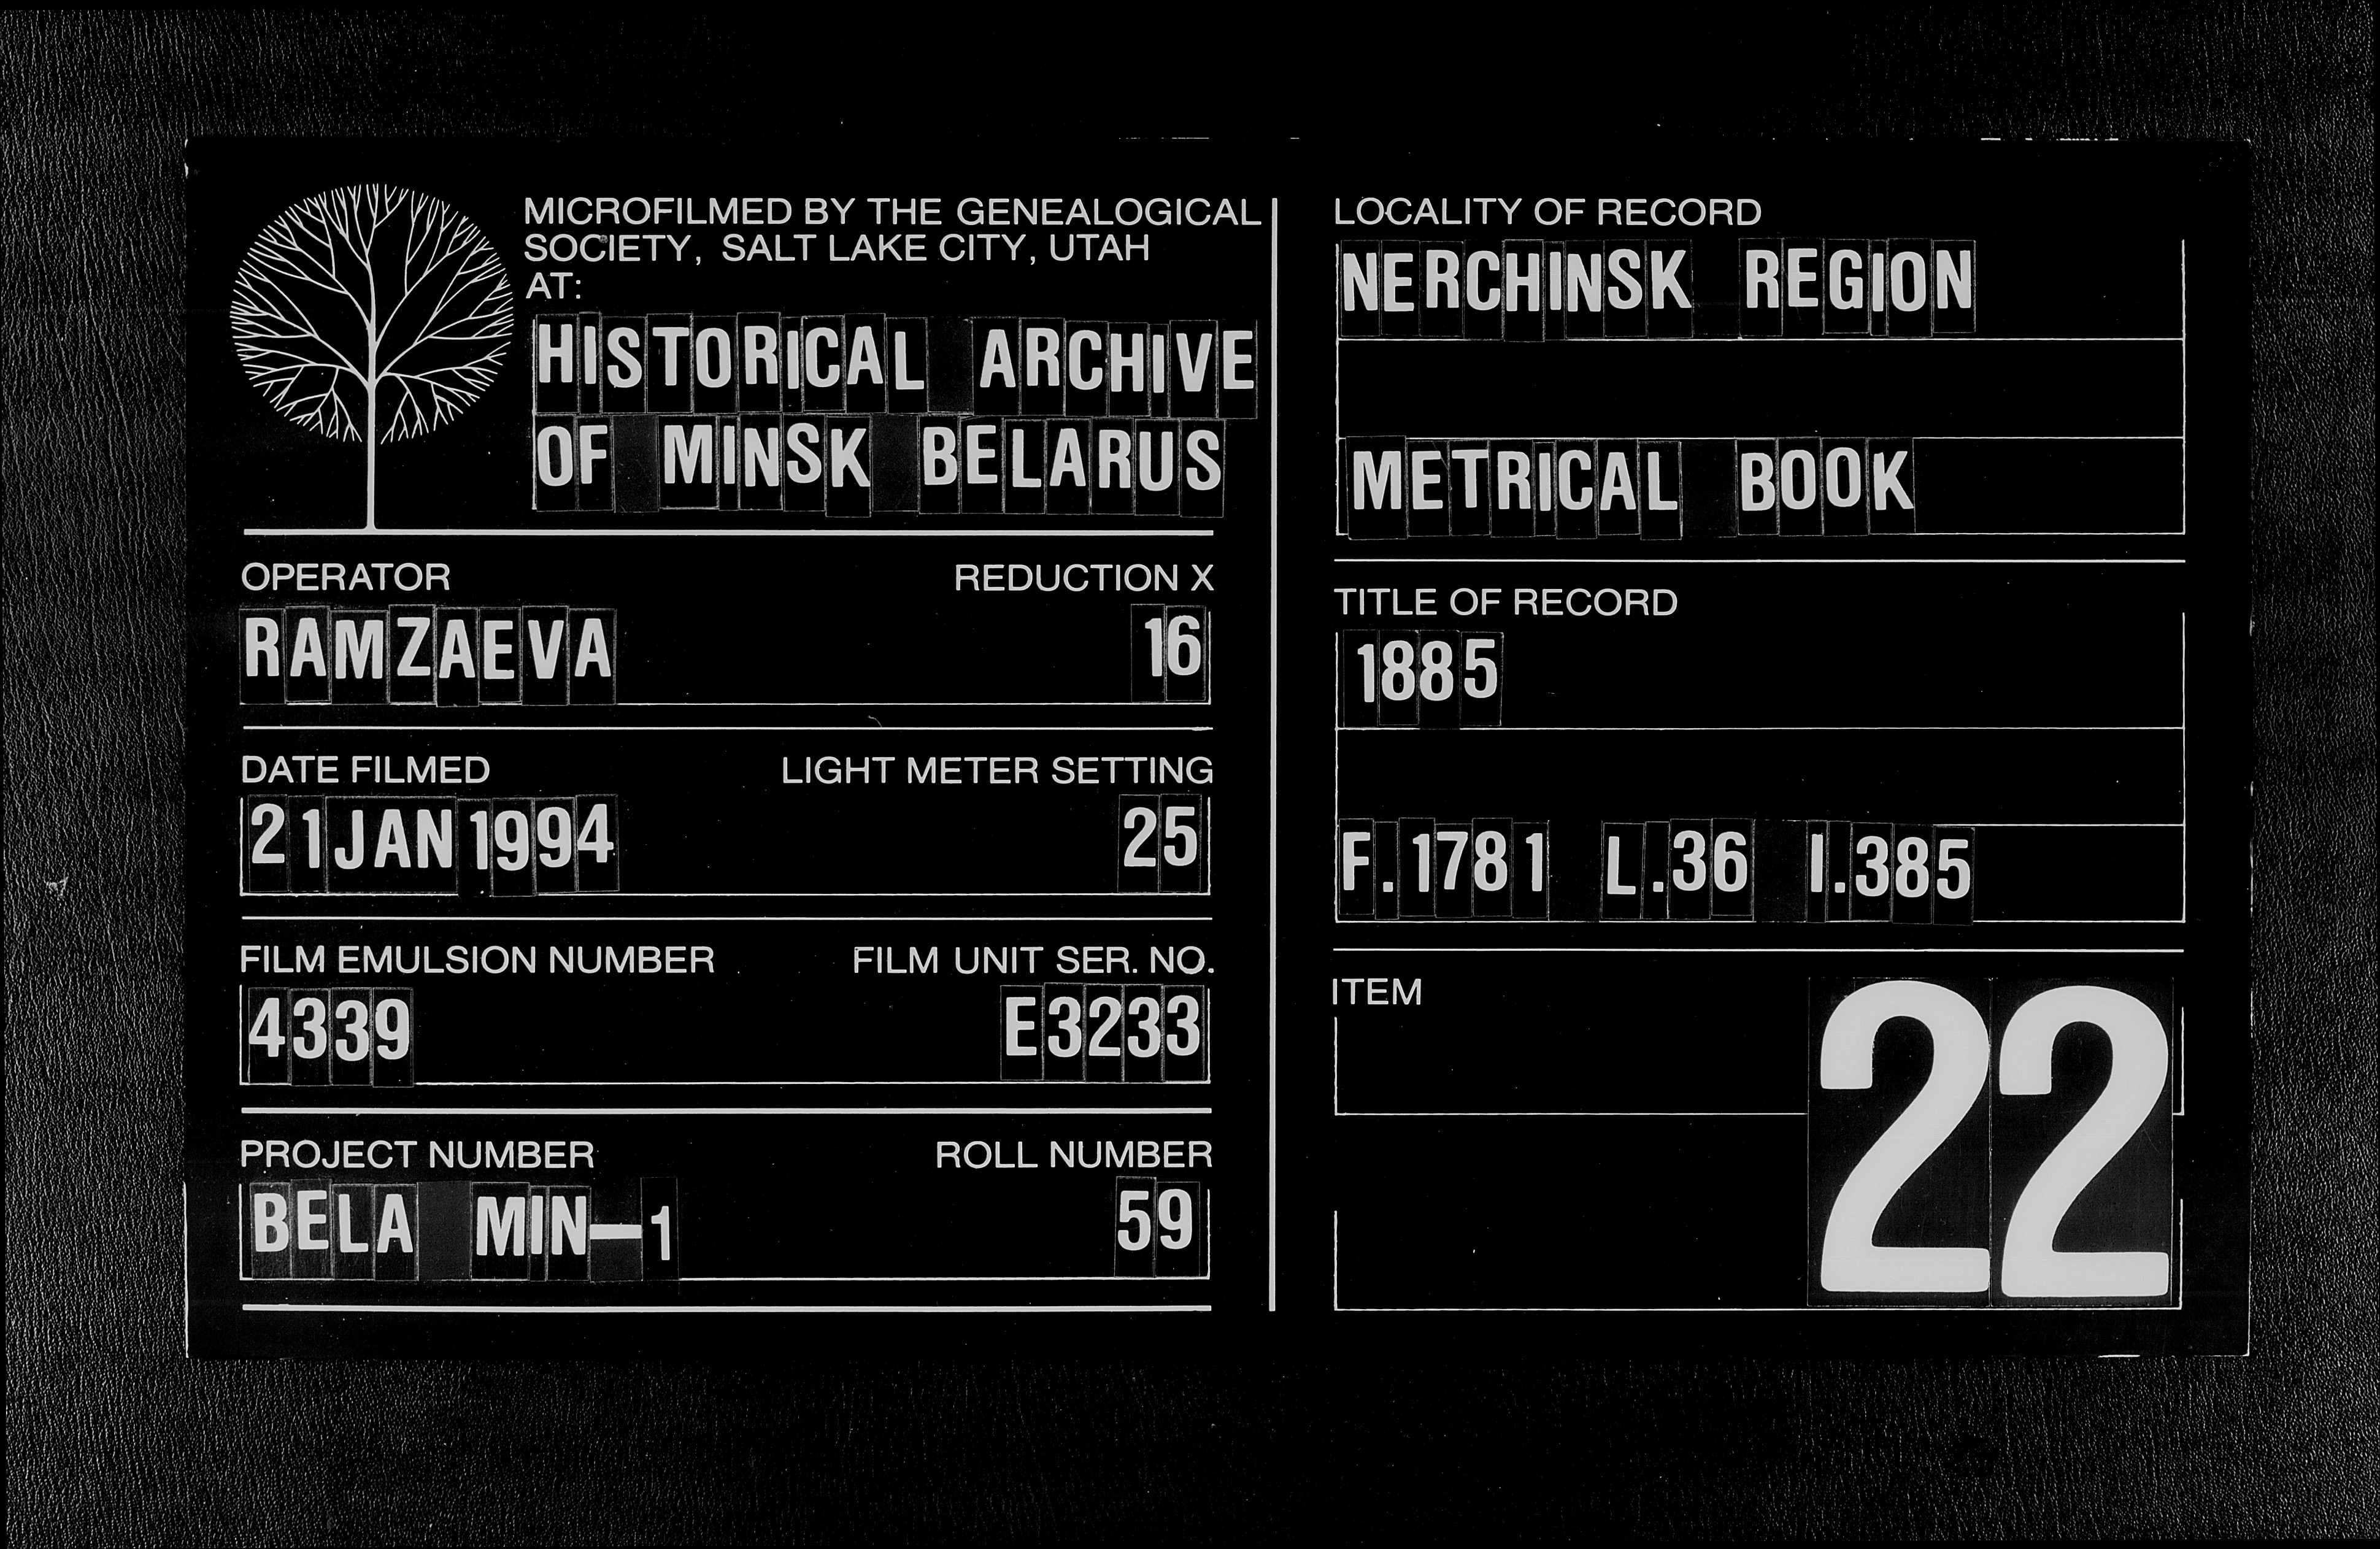 MICROFILMED BY THE GENEALOGICAL
SOCIETY, SALT LAKE CITY, UTAH
AT:
HISTORICAL ARCHIVE
OF MINSK BELARUS
OPERATOR REDUCTION X
RAMZAEVA 16
DATE FILMED LIGHT METER SETTING
21 JAN 1994 25
FILM EMULSION NUMBER FILM UNIT SER. NO.
4339 E3233
PROJECT NUMBER ROLL NUMBER
BELA MIN–1 59
LOCALITY OF RECORD
NERCHINSK REGION
METRICAL BOOK
TITLE OF RECORD
1885
F.1781 L.36 I.385
ITEM
22